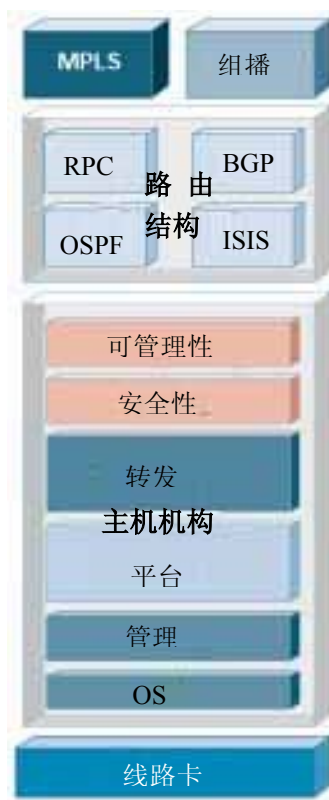 MPLS
组播
RPC
BGP
路 由
结构
OSPF
ISIS
可管理性
安全性
转发
主机机构
平台
管理
OS
线路卡